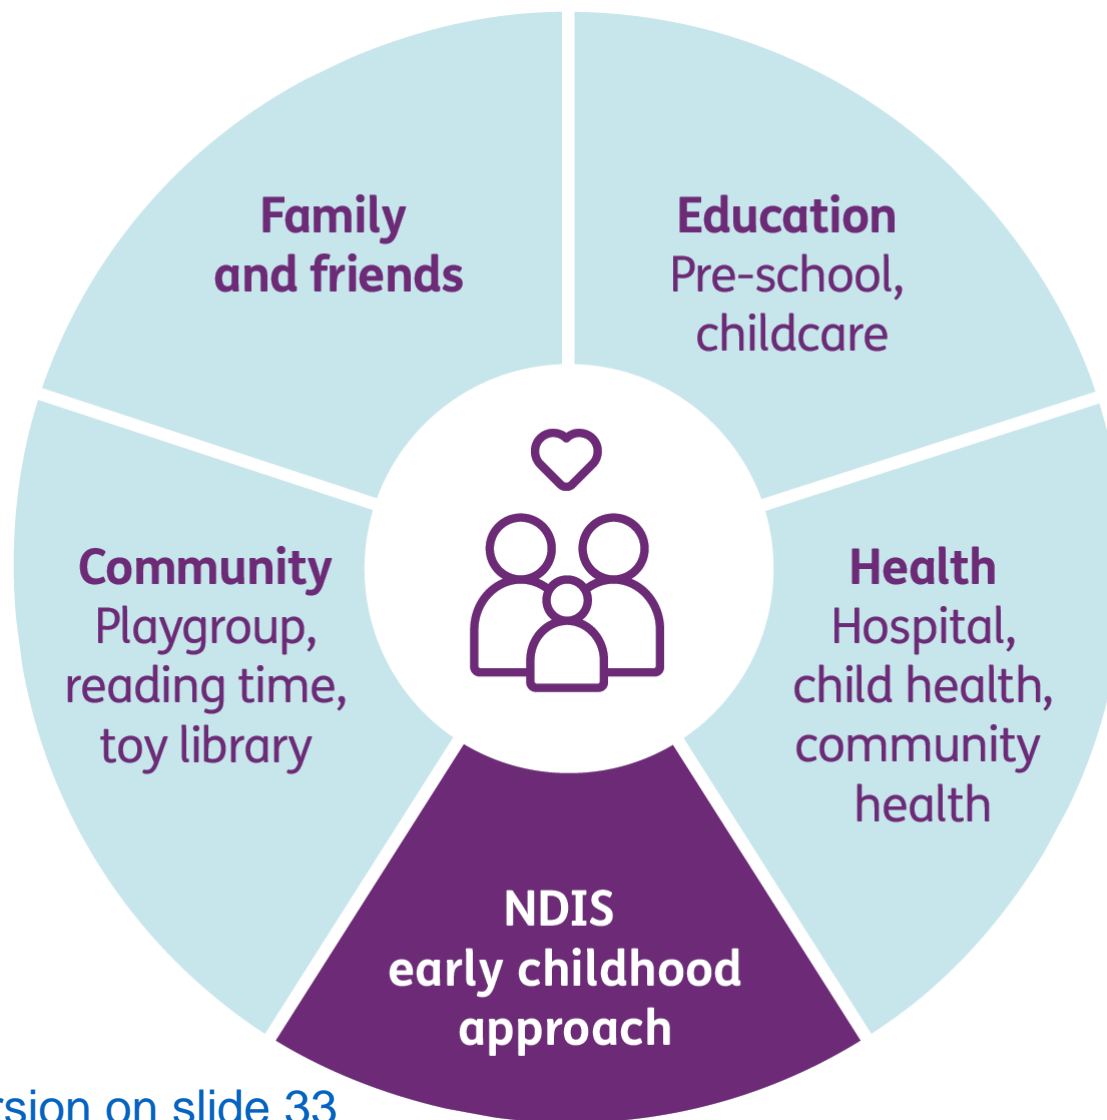 Family
and friends
Education
Pre-school,
childcare
Community
Playgroup,
reading time,
toy library
Health
Hospital,
child health,
community
health
NDIS
early childhood
approach
on slide 33